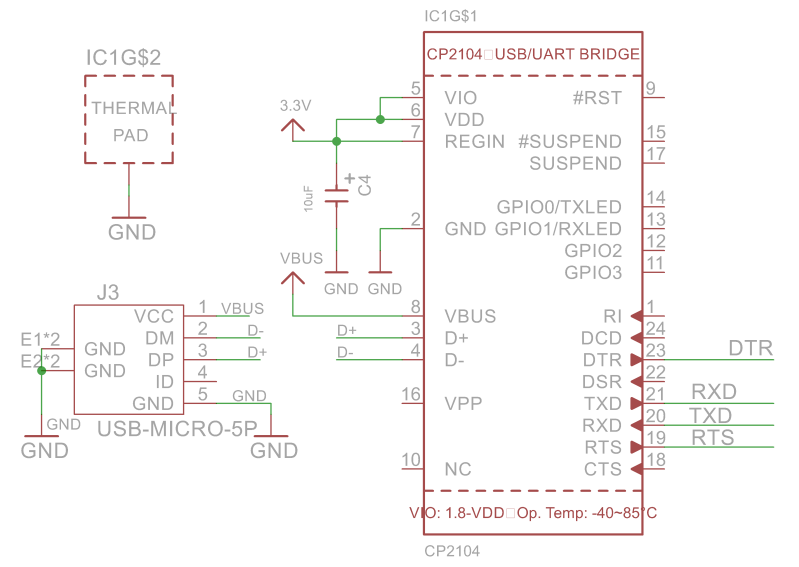 IC1G$1
IC1G$2
CP2104□USB/UART BRIDGE
THERMAL
PAD
GND
3.3V
5 VIO #RST 9
6 VDD
7 REGIN #SUSPEND 15
SUSPEND 17
+
C4
10uF
GPIO0/TXLED 14
2 GND GPIO1/RXLED 13
GPIO2 12
GPIO3 11
GND GND
VBUS
J3
VCC 1 VBUS
DM 2 D-
DP 3 D+
ID 4
GND 5 GND
E1*2 GND
E2*2 GND
GND
GND
USB-MICRO-5P
GND
8 VBUS RI 1
D+ 3 D+ DCD 24
D- 4 D- DTR 23 DTR
DSR 22
16 VPP TXD 21 RXD
RXD 20 TXD
RTS 19 RTS
10 NC CTS 18
VIO: 1.8-VDD□Op. Temp: -40~85°C
CP2104